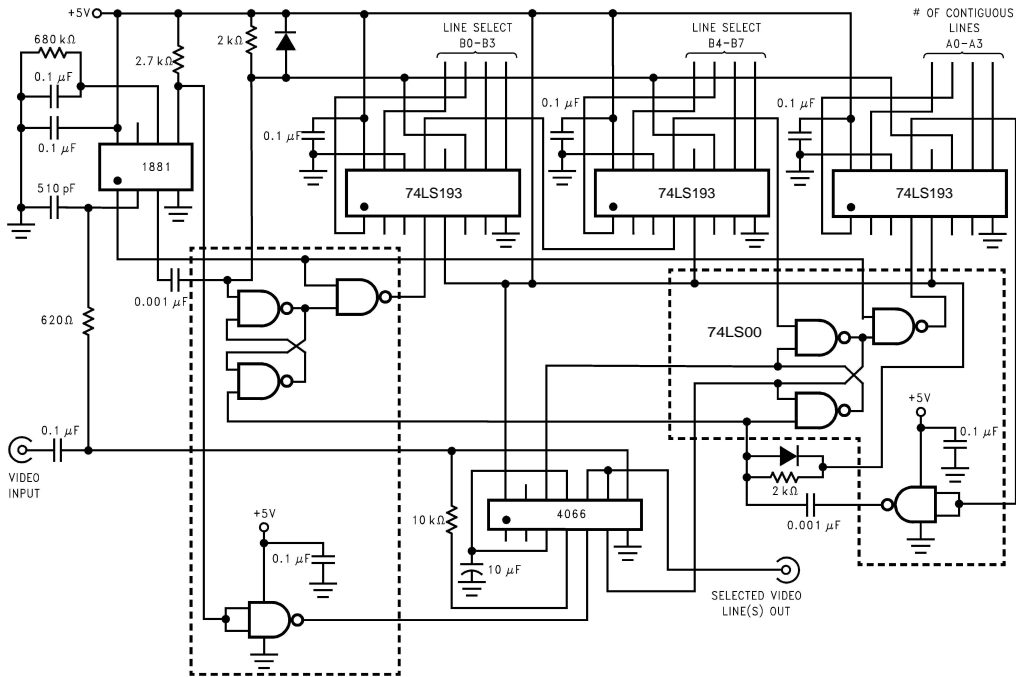 +5V
680 kΩ
0.1 μF
0.1 μF
2.7 kΩ
2 kΩ
LINE SELECT
B0–B3
LINE SELECT
B4–B7
# OF CONTIGUOUS
LINES
A0–A3
0.1 μF
0.1 μF
0.1 μF
1881
510 pF
74LS193
74LS193
74LS193
0.001 μF
620Ω
74LS00
+5V
0.1 μF
0.1 μF
VIDEO
INPUT
2 kΩ
0.001 μF
10 kΩ
4066
+5V
0.1 μF
10 μF
SELECTED VIDEO
LINE(S) OUT